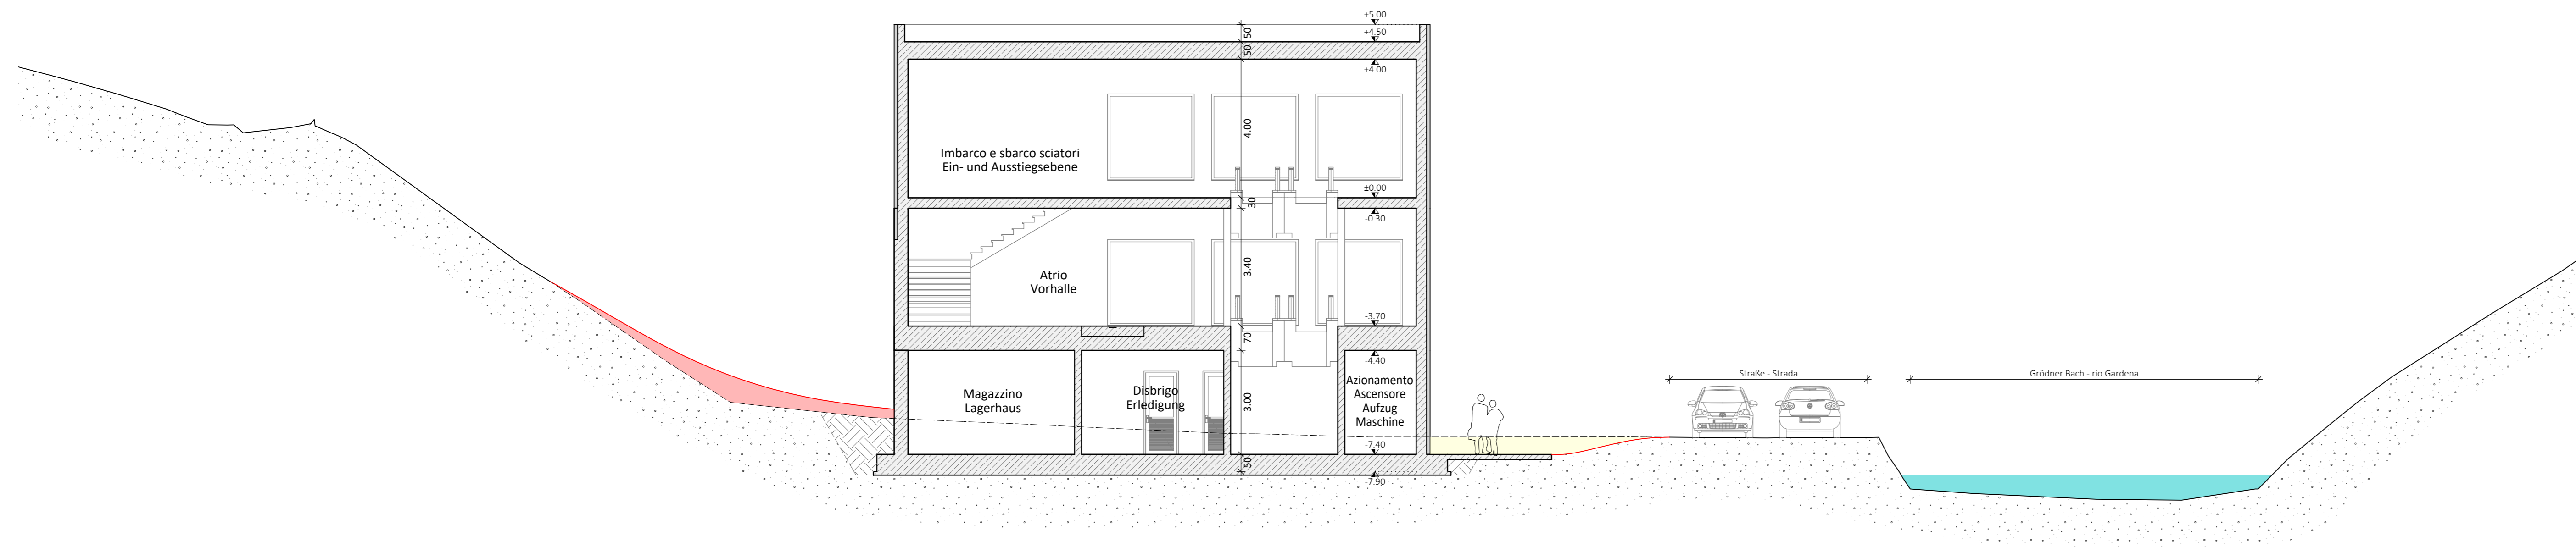 +5.00
50
+4.50
50
+4.00
4.00
Imbarco e sbarco sciatori
Ein- und Ausstiegsebene
±0.00
30
-0.30
3.40
Atrio
Vorhalle
-3.70
70
-4.40
Straße - Strada
Grödner Bach - rio Gardena
Magazzino
Lagerhaus
Disbrigo
Erledigung
3.00
Azionamento
Ascensore
Aufzug
Maschine
-7.40
50
-7.90